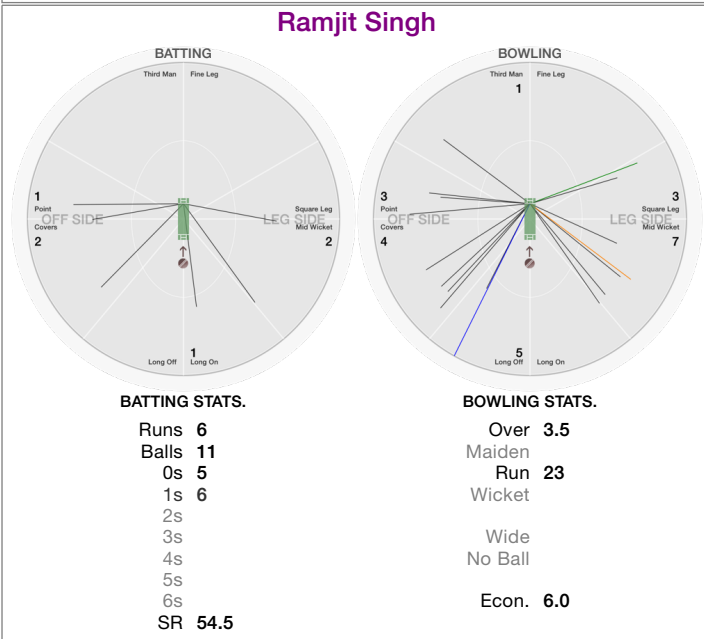 Ramjit Singh
BATTING
Third Man Fine Leg
1
Point
OFF SIDE
Covers
2
Square Leg
LEG SIDE
Mid Wicket
2
1
Long Off Long On
BATTING STATS.
Runs 6
Balls 11
0s 5
1s 6
2s
3s
4s
5s
6s
SR 54.5
BOWLING
Third Man Fine Leg
1
3
Point
OFF SIDE
Covers
4
3
Square Leg
LEG SIDE
Mid Wicket
7
5
Long Off Long On
BOWLING STATS.
Over 3.5
Maiden
Run 23
Wicket
Wide
No Ball
Econ. 6.0